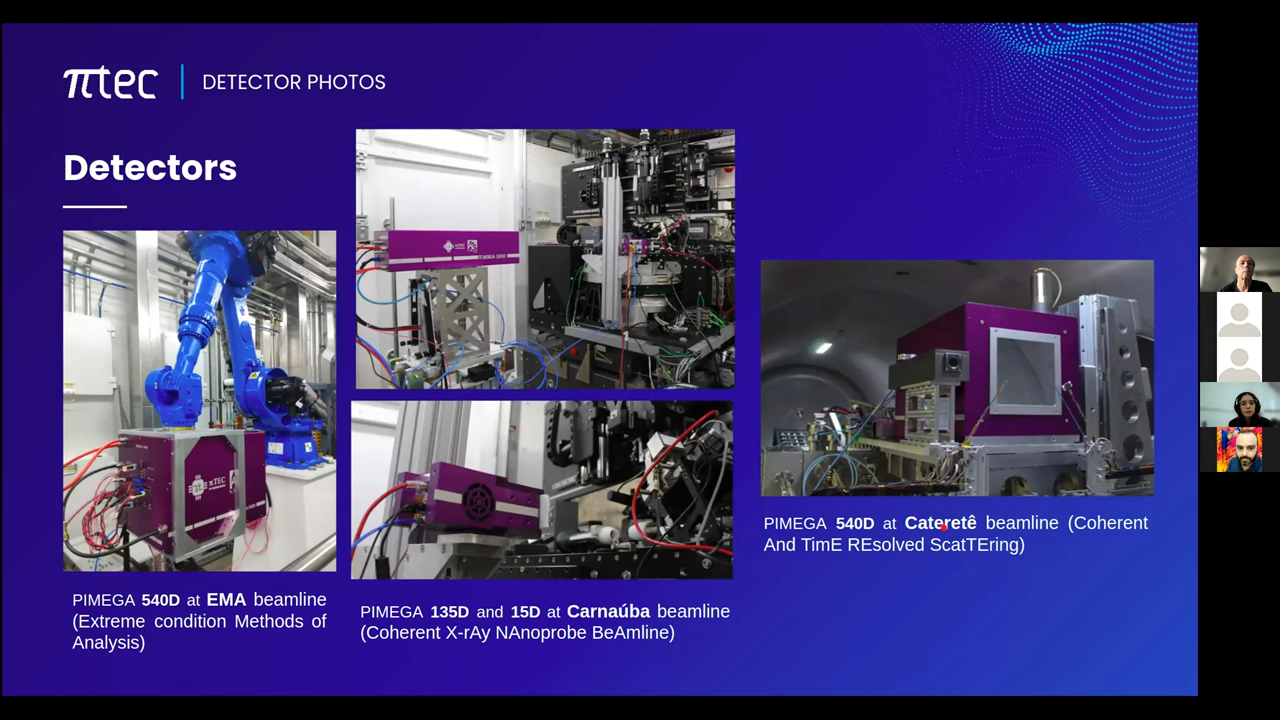 πtec
DETECTOR PHOTOS
Detectors
πTEC
PIMEGA 540D at EMA beamline
(Extreme condition Methods of
Analysis)
PIMEGA 135D and 15D at Carnaúba beamline
(Coherent X-rAy NAnoprobe BeAmline)
PIMEGA 540D at Cateretê beamline (Coherent
And TimE REsolved ScatTEring)